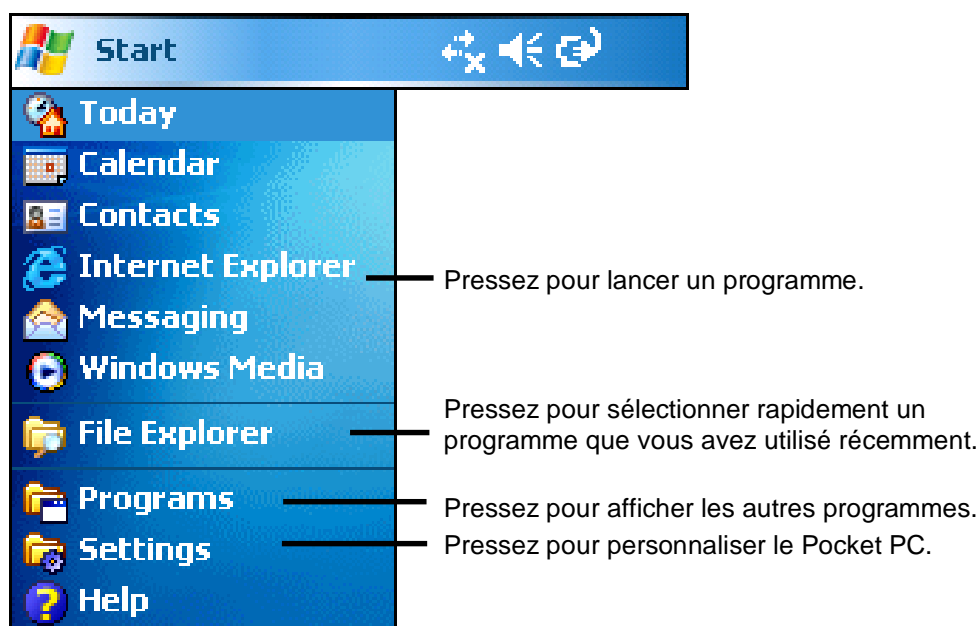 Start
Today
Calendar
Contacts
Internet Explorer
Pressez pour lancer un programme.
Messaging
Windows Media
File Explorer
Pressez pour sélectionner rapidement un
programme que vous avez utilisé récemment.
Programs
Pressez pour afficher les autres programmes.
Settings
Pressez pour personnaliser le Pocket PC.
Help